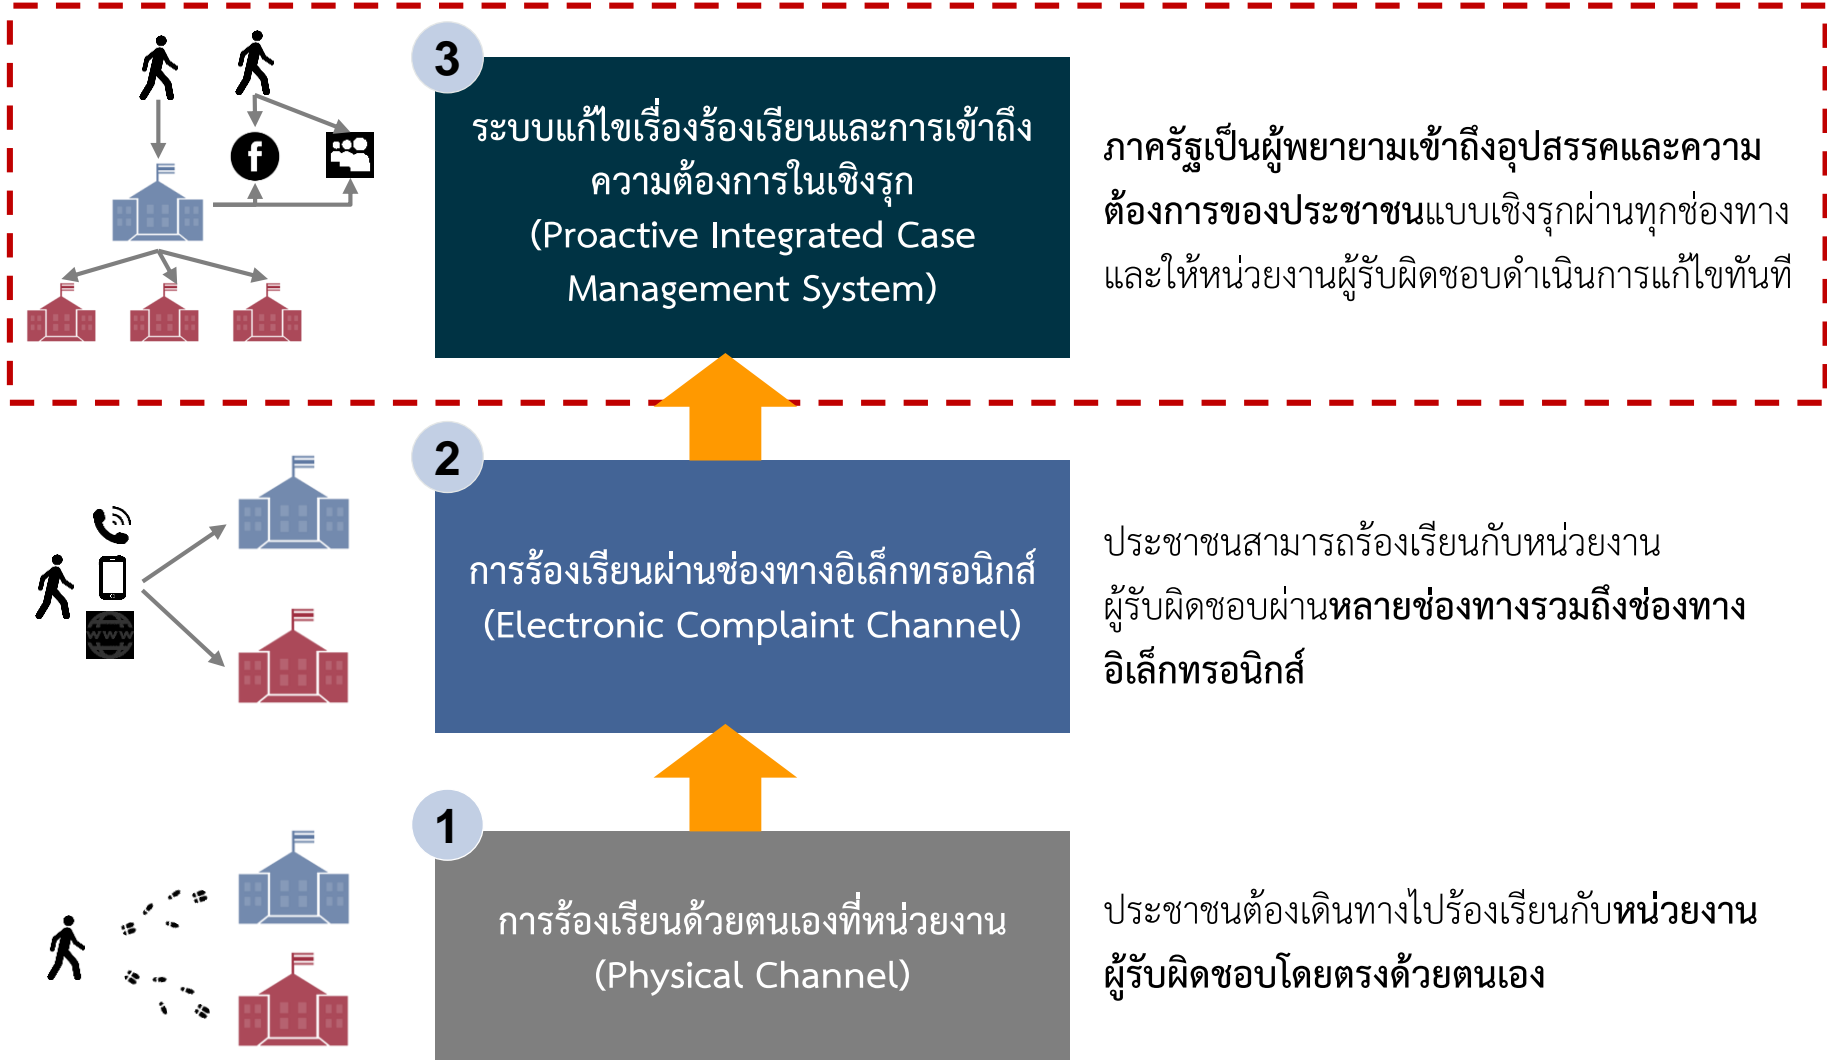 3
ระบบแก้ไขเรื่องร้องเรียนและการเข้าถึง
ความต้องการในเชิงรุก
(Proactive Integrated Case
Management System)
ภาครัฐเป็นผู้พยายามเข้าถึงอุปสรรคและความ
ต้องการของประชาชนแบบเชิงรุกผ่านทุกช่องทาง
และให้หน่วยงานผู้รับผิดชอบดำเนินการแก้ไขทันที
f
2
การร้องเรียนผ่านช่องทางอิเล็กทรอนิกส์
(Electronic Complaint Channel)
ประชาชนสามารถร้องเรียนกับหน่วยงาน
ผู้รับผิดชอบผ่านหลายช่องทางรวมถึงช่องทาง
อิเล็กทรอนิกส์
www
1
การร้องเรียนด้วยตนเองที่หน่วยงาน
(Physical Channel)
ประชาชนต้องเดินทางไปร้องเรียนกับหน่วยงาน
ผู้รับผิดชอบโดยตรงด้วยตนเอง